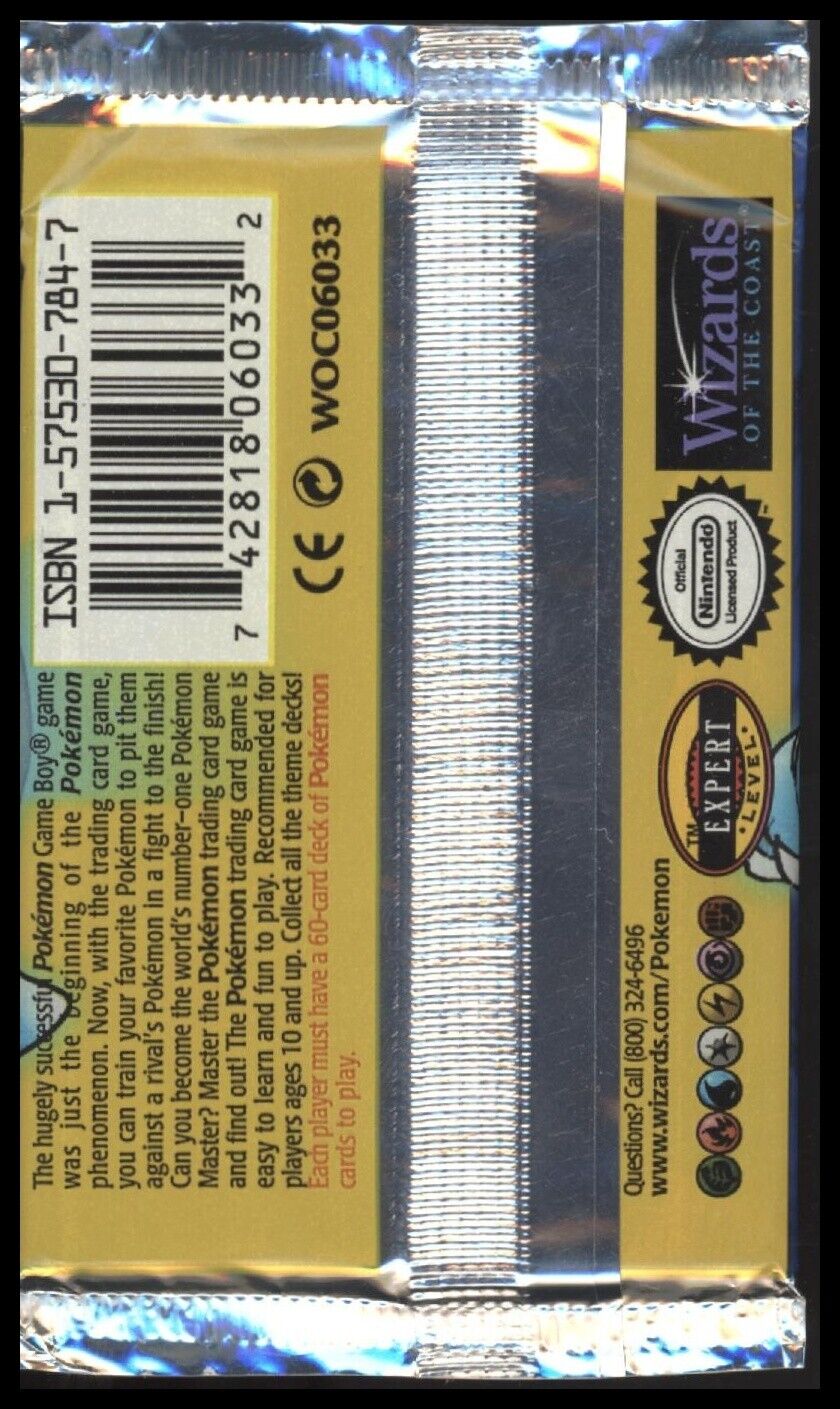 The hugely successful Pokémon Game Boy® game
was just the beginning of the Pokémon
phenomenon. Now, with the trading card game,
you can train your favorite Pokémon to pit them
against a rival's Pokémon in a fight to the finish!
Can you become the world's number-one Pokémon
Master? Master the Pokémon trading card game
and find out! The Pokémon trading card game is
easy to learn and fun to play. Recommended for
players ages 10 and up. Collect all the theme decks!
Each player must have a 60-card deck of Pokémon
cards to play.
ISBN 1-57530-784-7
7 42818 06033 2
CE WOC06033
Questions? Call (800) 324-6496
www.wizards.com/Pokemon
EXPERT TM
•LEVEL•
Official
Nintendo
Licensed Product
™
Wizards
OF THE COAST®